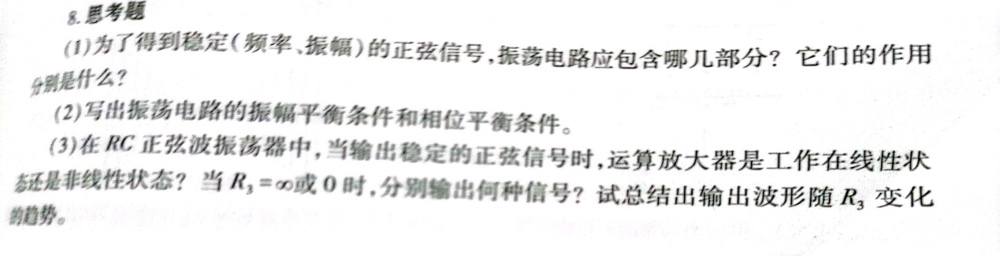 8. 思考题
(1)为了得到稳定(频率、振幅)的正弦信号,振荡电路应包含哪几部分? 它们的作用
分别是什么?
(2)写出振荡电路的振幅平衡条件和相位平衡条件。
(3)在 RC 正弦波振荡器中,当输出稳定的正弦信号时,运算放大器是工作在线性状
态还是非线性状态? 当 R₃=∞或 0 时,分别输出何种信号? 试总结出输出波形随 R₃ 变化
的趋势。